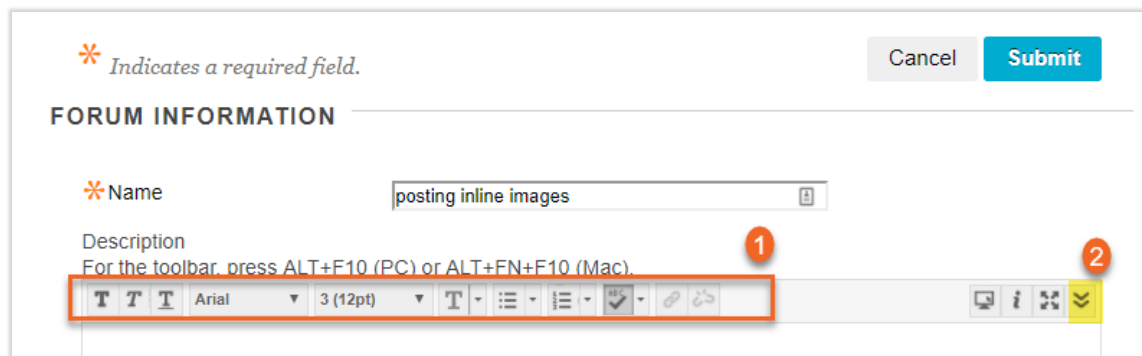 * Indicates a required field.
Cancel
Submit
FORUM INFORMATION
* Name
posting inline images
Description
For the toolbar, press ALT+F10 (PC) or ALT+FN+F10 (Mac).
1
2
T T T Arial 3 (12pt) T ABC i